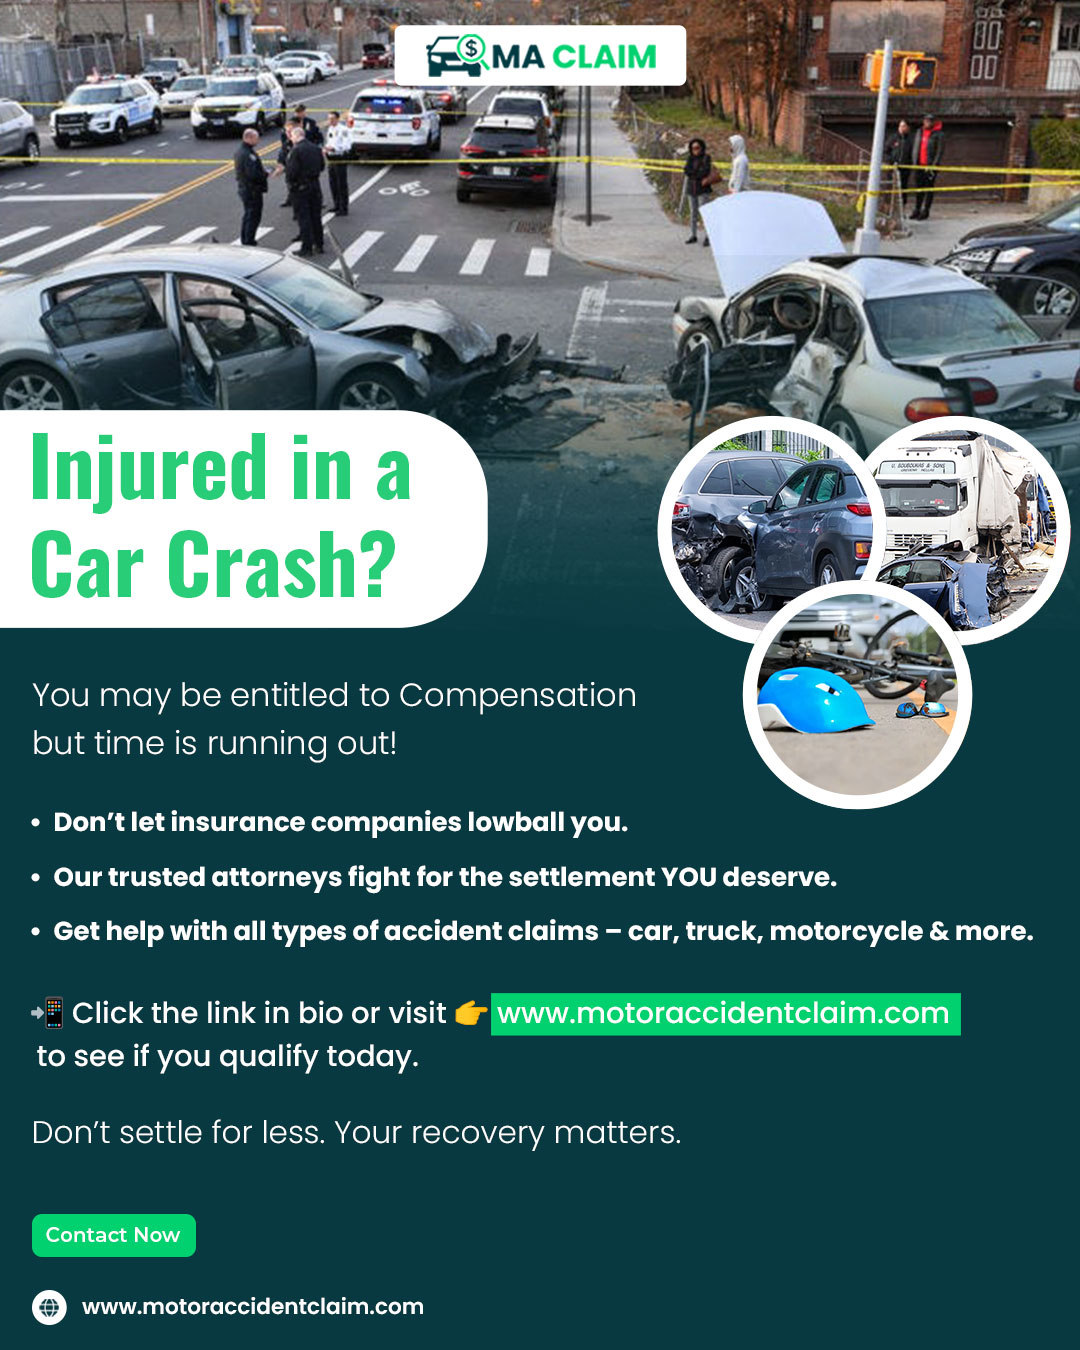 MA CLAIM
U. BOUBOURAS & SONS
Injured in a
Car Crash?
You may be entitled to Compensation
but time is running out!
• Don’t let insurance companies lowball you.
• Our trusted attorneys fight for the settlement YOU deserve.
• Get help with all types of accident claims – car, truck, motorcycle & more.
📲 Click the link in bio or visit 👉 www.motoraccidentclaim.com
to see if you qualify today.
Don’t settle for less. Your recovery matters.
Contact Now
www.motoraccidentclaim.com